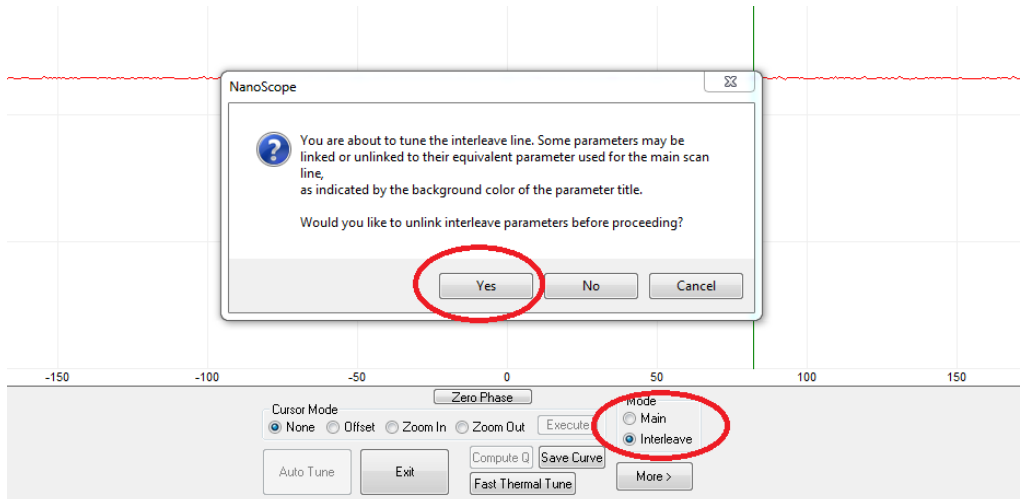 NanoScope
You are about to tune the interleave line. Some parameters may be
linked or unlinked to their equivalent parameter used for the main scan
line,
as indicated by the background color of the parameter title.
Would you like to unlink interleave parameters before proceeding?
Yes No Cancel
-150 -100 -50 0 50 100 150
Zero Phase
Cursor Mode Mode
None Offset Zoom In Zoom Out Execute Main
Interleave
Auto Tune Exit Compute Q Save Curve More >
Fast Thermal Tune